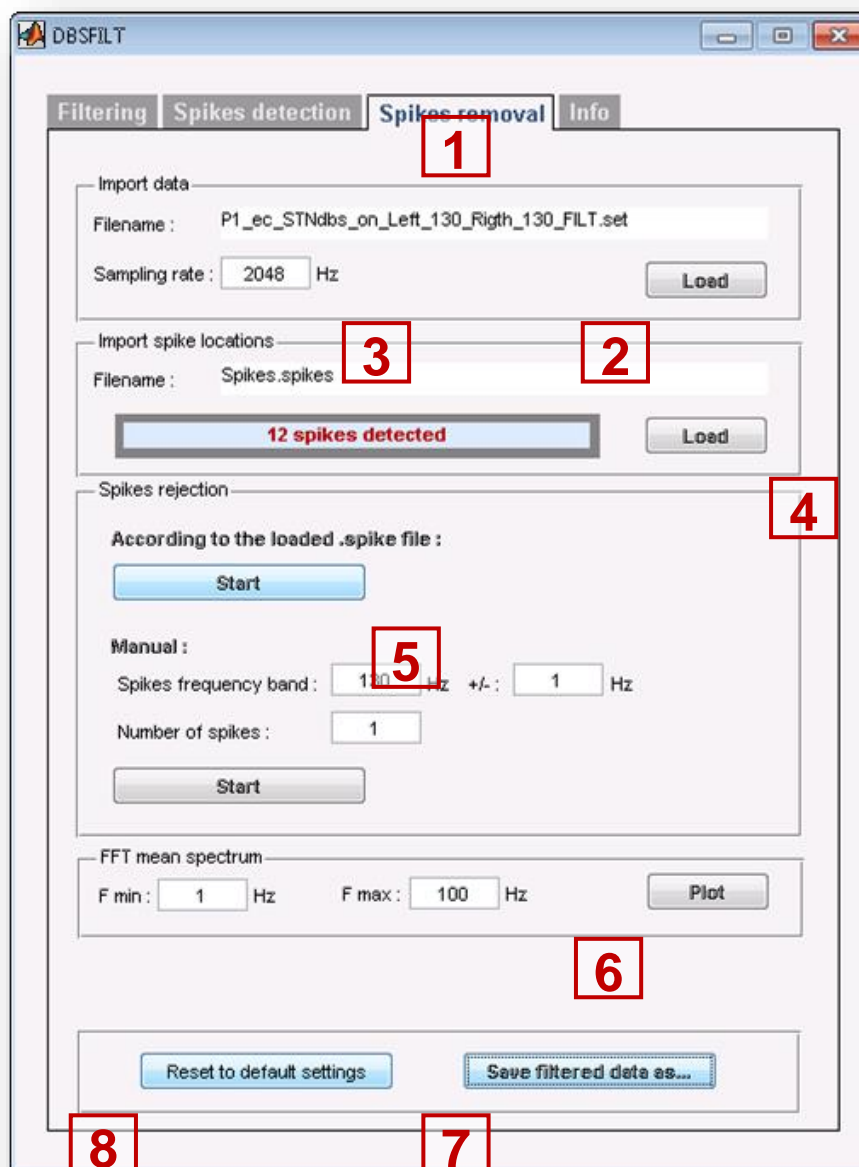 DBSFILT
Filtering Spikes detection Spikes removal Info
1
Import data
Filename : P1_ec_STNdbs_on_Left_130_Rigth_130_FILT.set
Sampling rate : 2048 Hz Load
Import spike locations 3 2
Filename : Spikes.spikes
12 spikes detected Load
Spikes rejection
4
According to the loaded .spike file :
Start
Manual :
5
Spikes frequency band : 130 Hz +/- : 1 Hz
Number of spikes : 1
Start
FFT mean spectrum
F min : 1 Hz F max : 100 Hz Plot
6
Reset to default settings Save filtered data as...
8 7